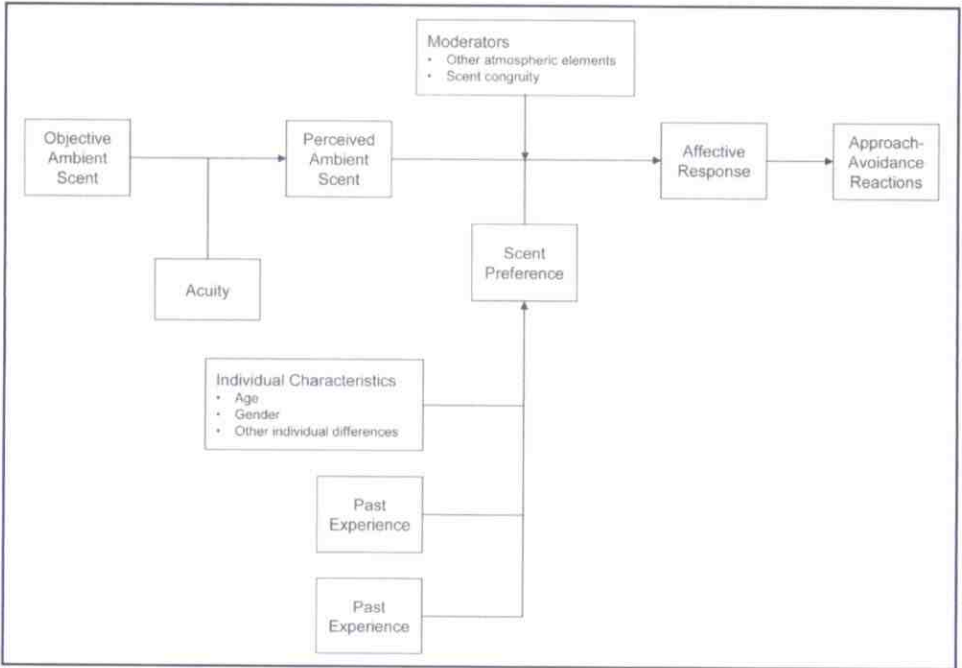 Moderators
• Other atmospheric elements
• Scent congruity
Objective
Ambient
Scent
Perceived
Ambient
Scent
Affective
Response
Approach-
Avoidance
Reactions
Acuity
Scent
Preference
Individual Characteristics
• Age
• Gender
• Other individual differences
Past
Experience
Past
Experience